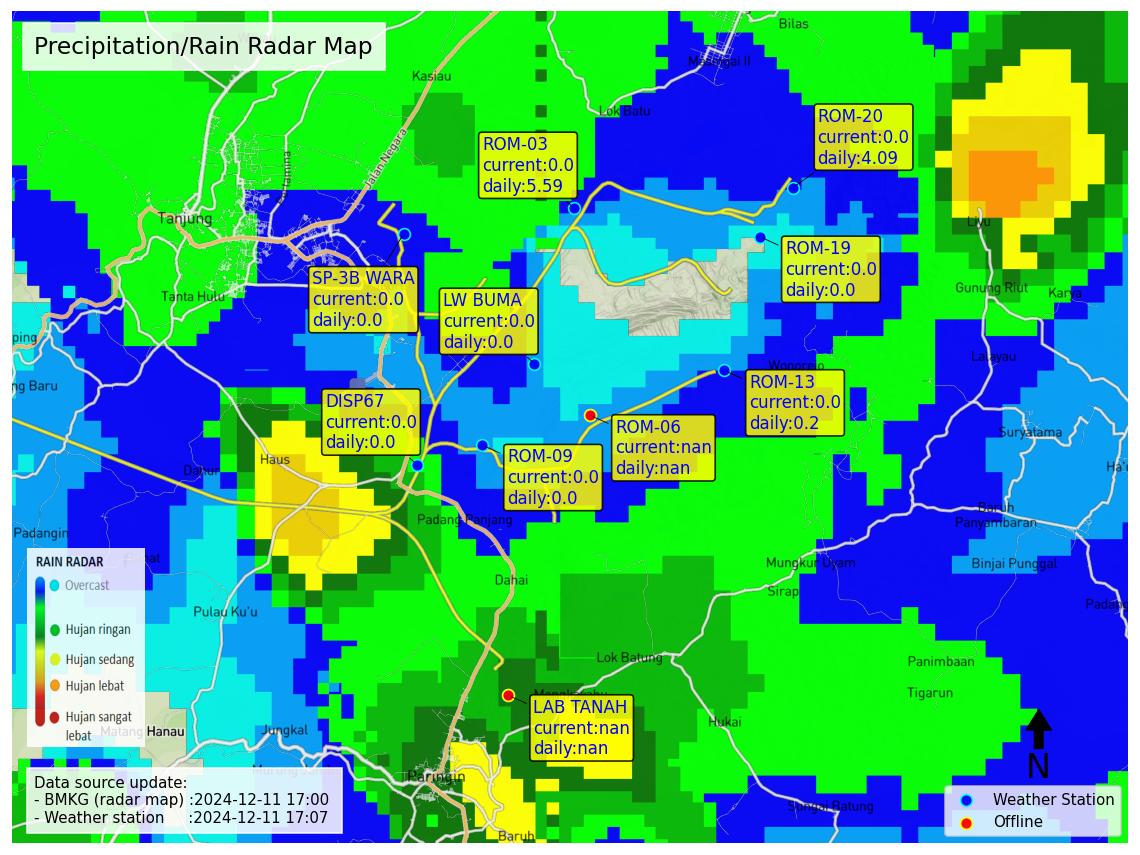 Precipitation/Rain Radar Map
Bilas
Masingai II
Kasiau
Lok Batu
Jalan Negara
ROM-20
current:0.0
daily:4.09
ROM-03
current:0.0
daily:5.59
Tanjung
Liyu
ROM-19
current:0.0
daily:0.0
SP-3B WARA
current:0.0
daily:0.0
LW BUMA
current:0.0
daily:0.0
Tanta Hulu
Gunung Riut
Karya
ping
Lalayau
Wonorejo
ng Baru
ROM-13
current:0.0
daily:0.2
DISP67
current:0.0
daily:0.0
ROM-06
current:nan
daily:nan
Suryatama
ROM-09
current:0.0
daily:0.0
Haus
Dahur
Padang Panjang
Baruh
Panyambaran
Padangin
Mungkur Uyam
Binjai Punggal
Dahai
Sirap
Padang
Pulau Ku'u
RAIN RADAR
Overcast
Hujan ringan
Hujan sedang
Hujan lebat
Hujan sangat
lebat
Lok Batung
Panimbaan
Tigarun
LAB TANAH
current:nan
daily:nan
Hukai
Matang Hanau
Jungkal
N
Paringin
Data source update:
- BMKG (radar map) :2024-12-11 17:00
- Weather station :2024-12-11 17:07
Sungai Batung
Baruh
Weather Station
Offline